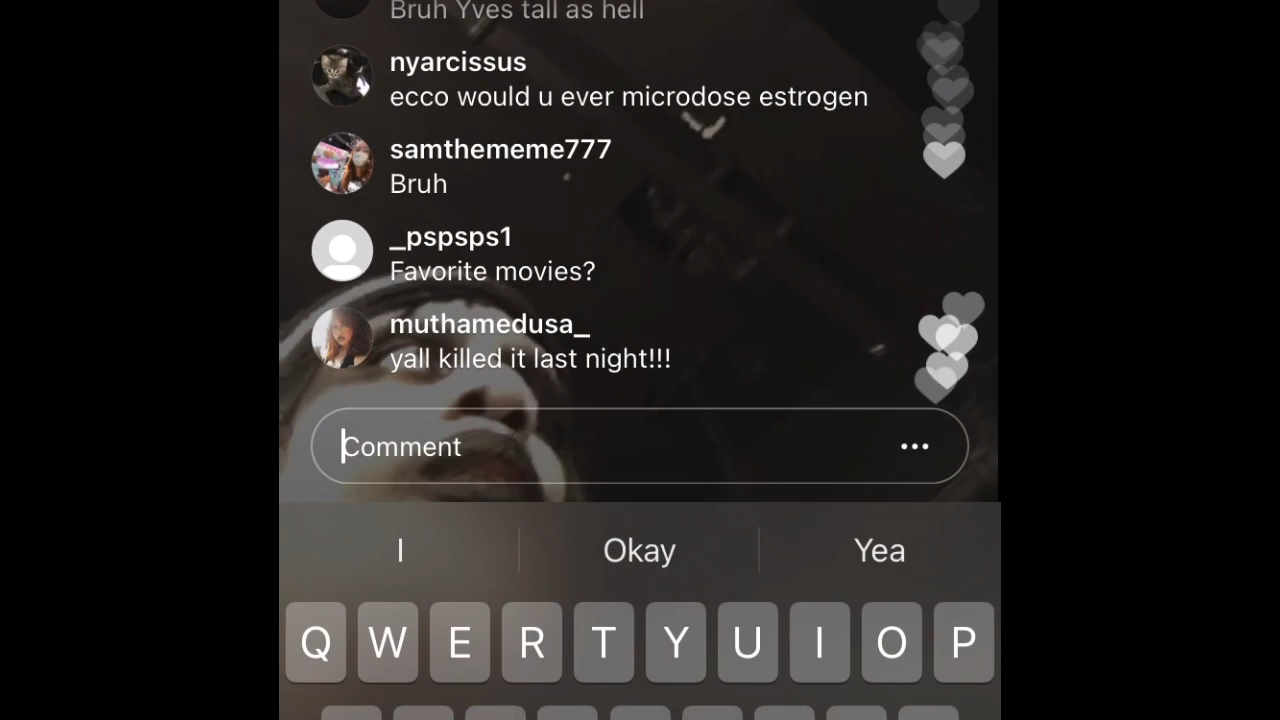 Bruh Yves tall as hell
nyarcissus
ecco would u ever microdose estrogen
samthememe777
Bruh
_pspsps1
Favorite movies?
muthamedusa_
yall killed it last night!!!
Comment
I
Okay
Yea
Q W E R T Y U I O P